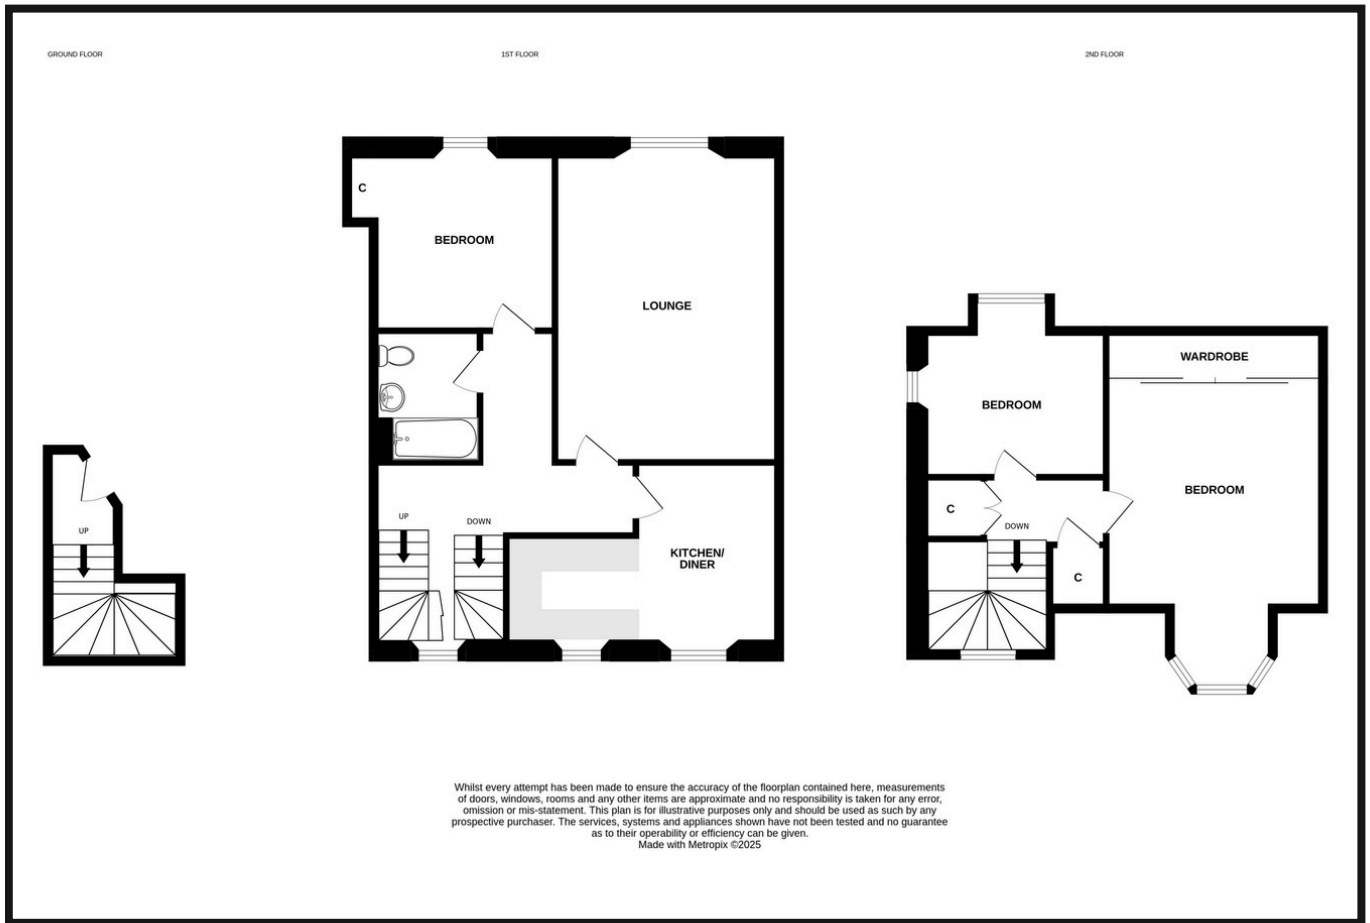 GROUND FLOOR
1ST FLOOR
2ND FLOOR
C
BEDROOM
LOUNGE
UP
DOWN
KITCHEN/
DINER
UP
WARDROBE
BEDROOM
BEDROOM
C
DOWN
C
Whilst every attempt has been made to ensure the accuracy of the floorplan contained here, measurements
of doors, windows, rooms and any other items are approximate and no responsibility is taken for any error,
omission or mis-statement. This plan is for illustrative purposes only and should be used as such by any
prospective purchaser. The services, systems and appliances shown have not been tested and no guarantee
as to their operability or efficiency can be given.
Made with Metropix ©2025